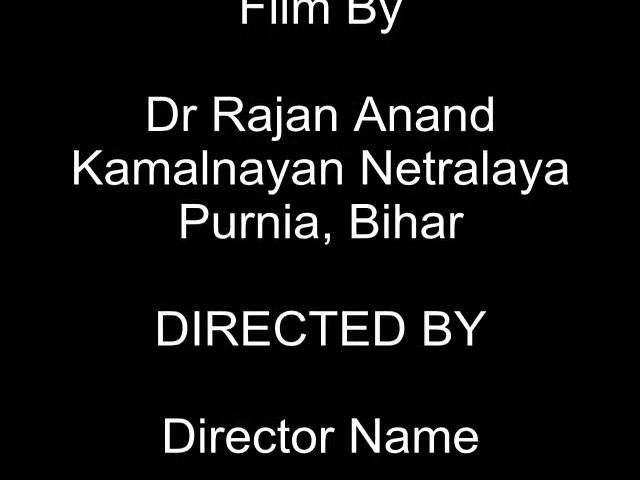 Film By
Dr Rajan Anand
Kamalnayan Netralaya
Purnia, Bihar
DIRECTED BY
Director Name